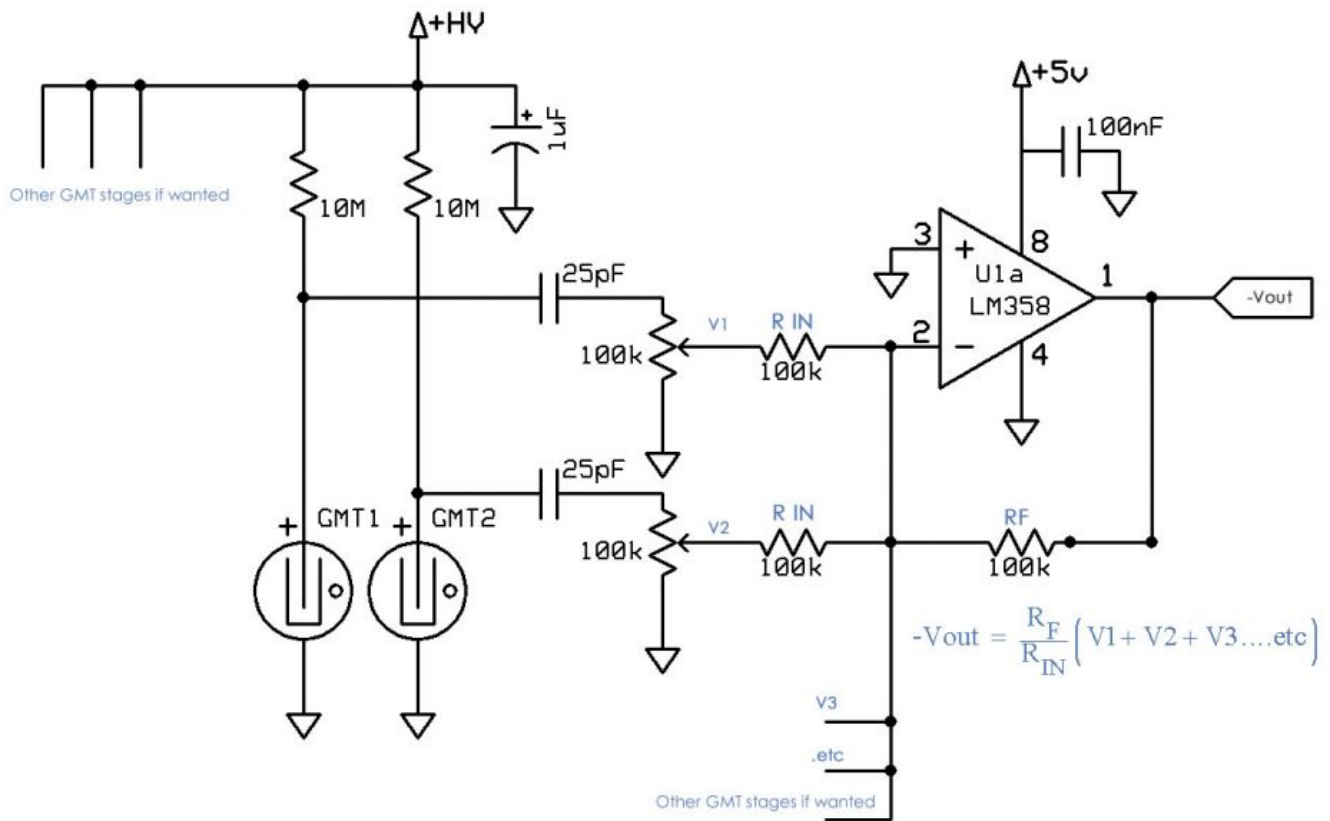 +HV
+5v
1uF
100nF
Other GMT stages if wanted
10M
10M
3
+
8
U1a
LM358
1
-Vout
25pF
V1
R IN
2
−
4
100k
100k
25pF
+
GMT1
+
GMT2
V2
R IN
RF
100k
100k
100k
-Vout = R_F/R_IN (V1 + V2 + V3....etc)
V3
.etc
Other GMT stages if wanted